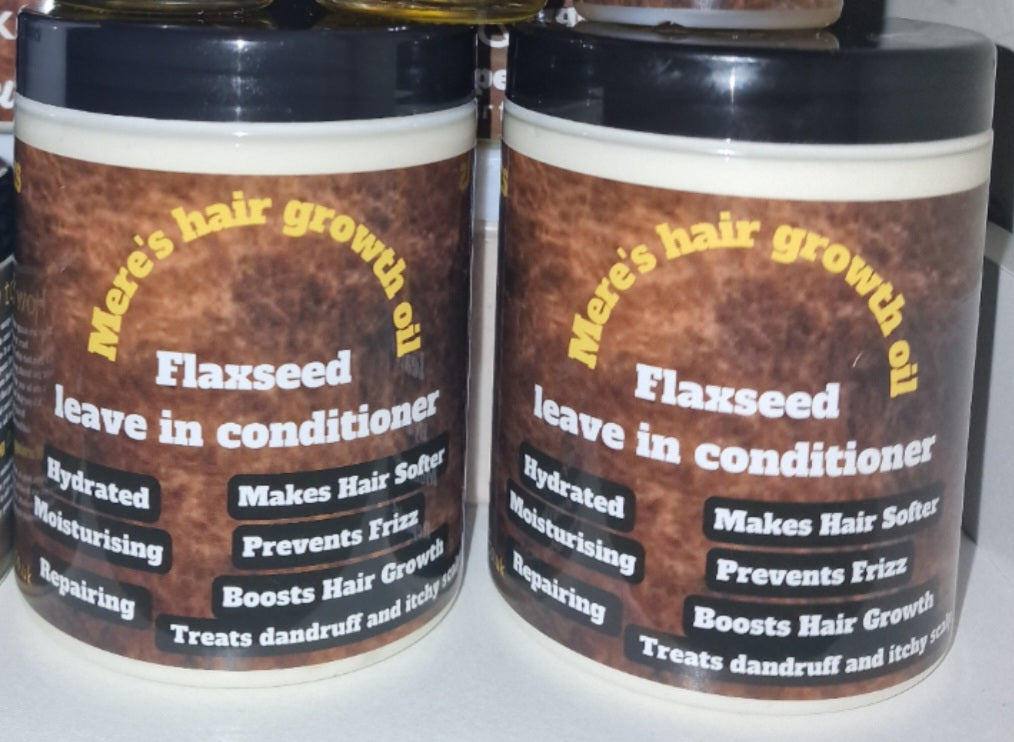 Mere's hair growth oil
Flaxseed
leave in conditioner
Hydrated
Moisturising
Repairing
Makes Hair Softer
Prevents Frizz
Boosts Hair Growth
Treats dandruff and itchy
Mere's hair growth oil
Flaxseed
leave in conditioner
Hydrated
Moisturising
Repairing
Makes Hair Softer
Prevents Frizz
Boosts Hair Growth
Treats dandruff and itchy